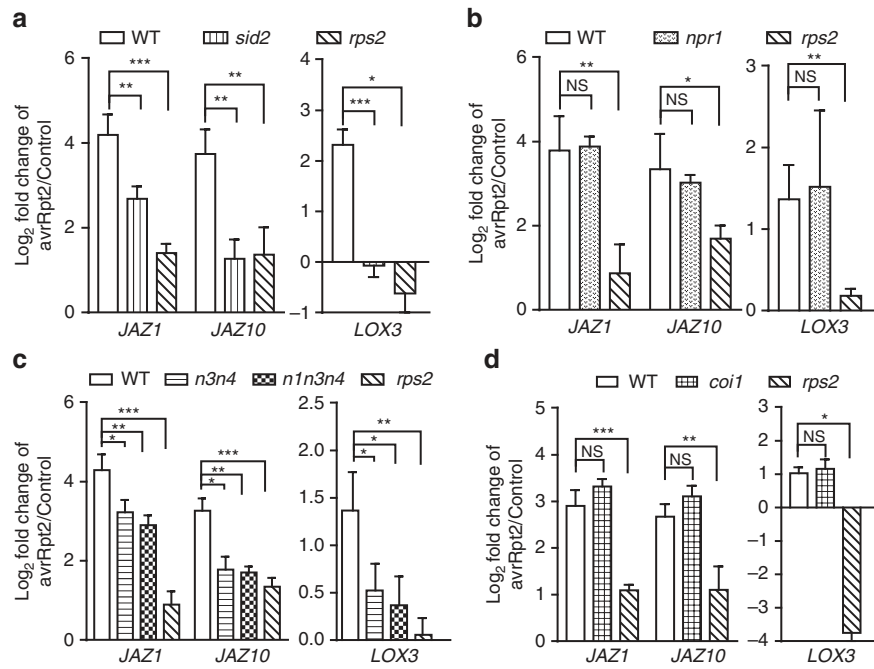 a
WT sid2 rps2
Log2 fold change of
avrRpt2/Control
6
4
2
0
***
**
**
**
JAZ1 JAZ10
3
2
1
0
−1
*
***
LOX3
b
WT npr1 rps2
Log2 fold change of
avrRpt2/Control
6
4
2
0
**
NS
*
NS
JAZ1 JAZ10
3
2
1
0
**
NS
LOX3
c
WT n3n4 n1n3n4 rps2
Log2 fold change of
avrRpt2/Control
6
4
2
0
***
**
*
***
**
*
JAZ1 JAZ10
2.5
2.0
1.5
1.0
0.5
0.0
**
*
*
LOX3
d
WT coi1 rps2
Log2 fold change of
avrRpt2/Control
5
4
3
2
1
0
***
NS
**
NS
JAZ1 JAZ10
3
2
1
0
−1
−2
−3
−4
*
NS
LOX3